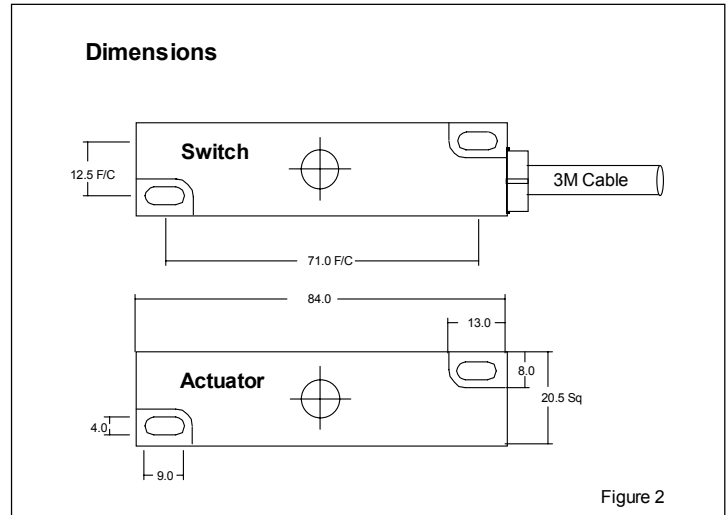 Dimensions
Switch
12.5 F/C
3M Cable
71.0 F/C
84.0
13.0
Actuator
8.0
20.5 Sq
4.0
9.0
Figure 2